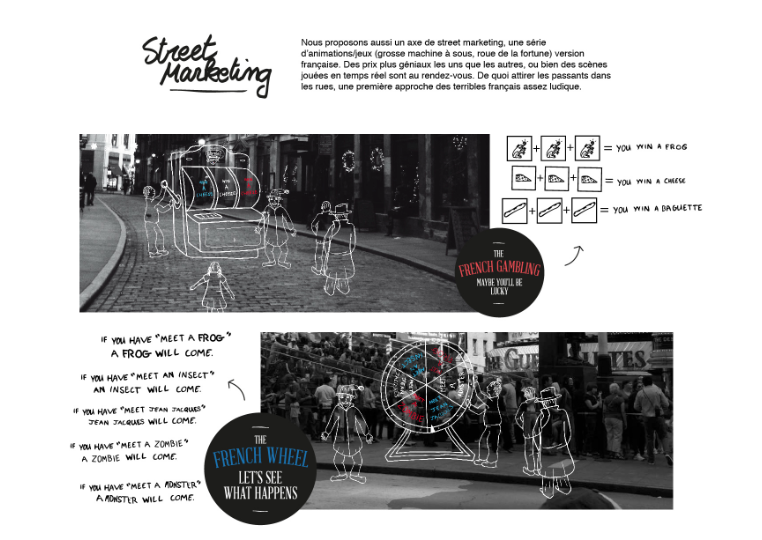 Street
Marketing
Nous proposons aussi un axe de street marketing, une série
d'animations/jeux (grosse machine à sous, roue de la fortune) version
française. Des prix plus géniaux les uns que les autres, ou bien des scènes
jouées en temps réel sont au rendez-vous. De quoi attirer les passants dans
les rues, une première approche des terribles français assez ludique.
+ + = YOU WIN A FROG
+ + = YOU WIN A CHEESE
+ + = YOU WIN A BAGUETTE
THE
FRENCH GAMBLING
MAYBE YOU'LL BE
LUCKY
IF YOU HAVE "MEET A FROG"
A FROG WILL COME.
IF YOU HAVE "MEET AN INSECT"
AN INSECT WILL COME.
IF YOU HAVE "MEET JEAN JACQUES"
JEAN JACQUES WILL COME.
IF YOU HAVE "MEET A ZOMBIE"
A ZOMBIE WILL COME.
IF YOU HAVE "MEET A MONSTER"
A MONSTER WILL COME.
THE
FRENCH WHEEL
LET'S SEE
WHAT HAPPENS